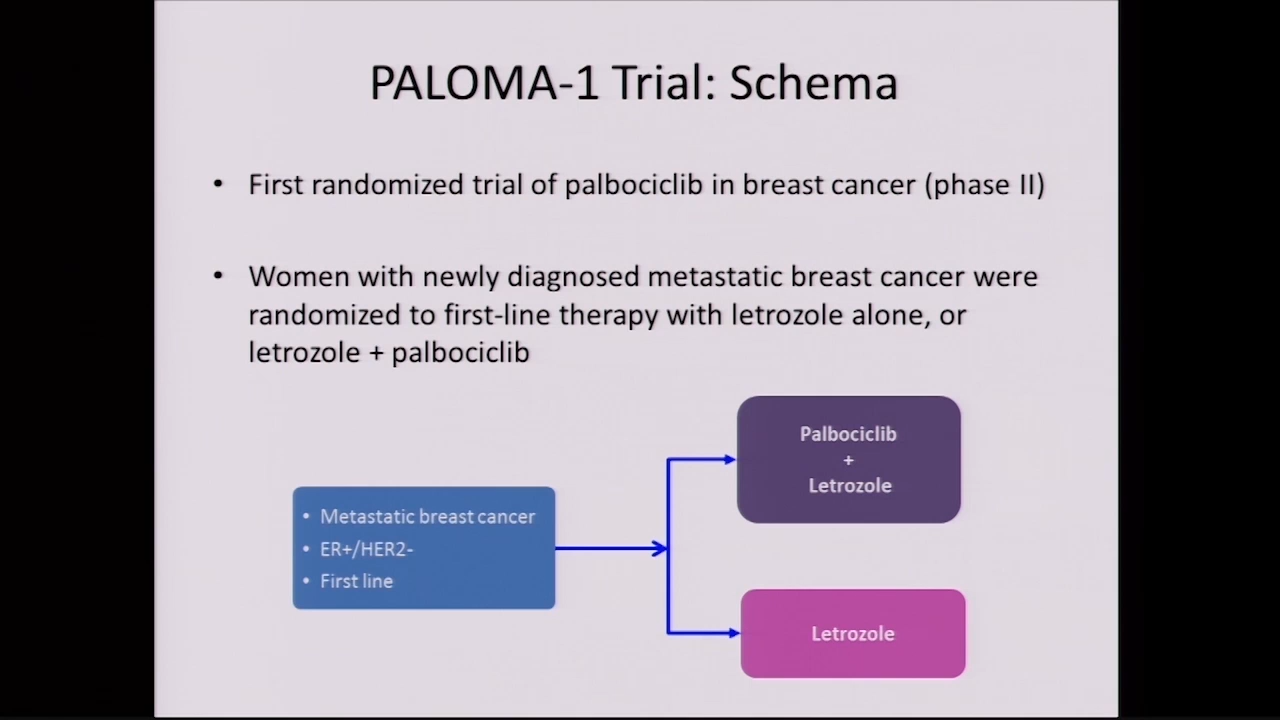 PALOMA-1 Trial: Schema
• First randomized trial of palbociclib in breast cancer (phase II)
• Women with newly diagnosed metastatic breast cancer were
randomized to first-line therapy with letrozole alone, or
letrozole + palbociclib
• Metastatic breast cancer
• ER+/HER2-
• First line
Palbociclib
+
Letrozole
Letrozole